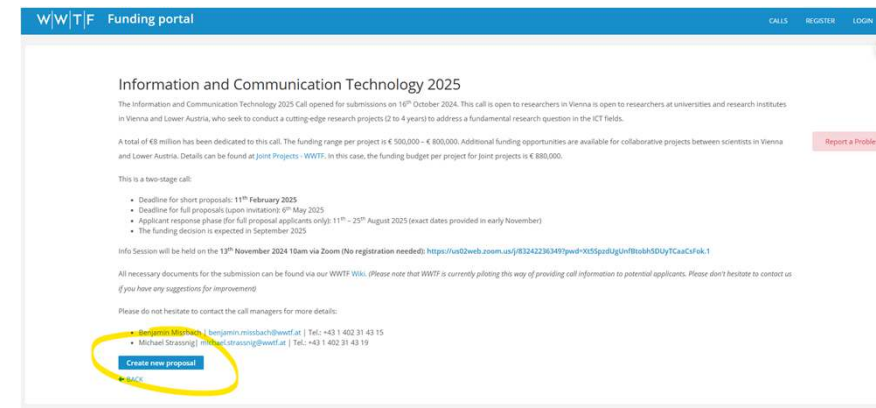 W|W|T|F Funding portal
CALLS REGISTER LOGIN
Information and Communication Technology 2025
The Information and Communication Technology 2025 Call opened for submissions on 16th October 2024. This call is open to researchers in Vienna is open to researchers at universities and research institutes
in Vienna and Lower Austria, who seek to conduct a cutting-edge research projects (2 to 4 years) to address a fundamental research question in the ICT fields.
A total of €8 million has been dedicated to this call. The funding range per project is € 500,000 – € 800,000. Additional funding opportunities are available for collaborative projects between scientists in Vienna
and Lower Austria. Details can be found at Joint Projects - WWTF. In this case, the funding budget per project for Joint projects is € 880,000.
Report a Proble
This is a two-stage call:
• Deadline for short proposals: 11th February 2025
• Deadline for full proposals (upon invitation): 6th May 2025
• Applicant response phase (for full proposal applicants only): 11th – 25th August 2025 (exact dates provided in early November)
• The funding decision is expected in September 2025
Info Session will be held on the 13th November 2024 10am via Zoom (No registration needed): https://us02web.zoom.us/j/83242236349?pwd=
All necessary documents for the submission can be found via our WWTF Wiki. (Please note that WWTF is currently piloting this way of providing call information to potential applicants. Please don't hesitate to contact us
if you have any suggestions for improvement)
Please do not hesitate to contact the call managers for more details:
• Benjamin Missbach | benjamin.missbach@wwtf.at | Tel.: +43 1 402 31 43 15
• Michael Strassnig| michael.strassnig@wwtf.at | Tel.: +43 1 402 31 43 19
Create new proposal
BACK